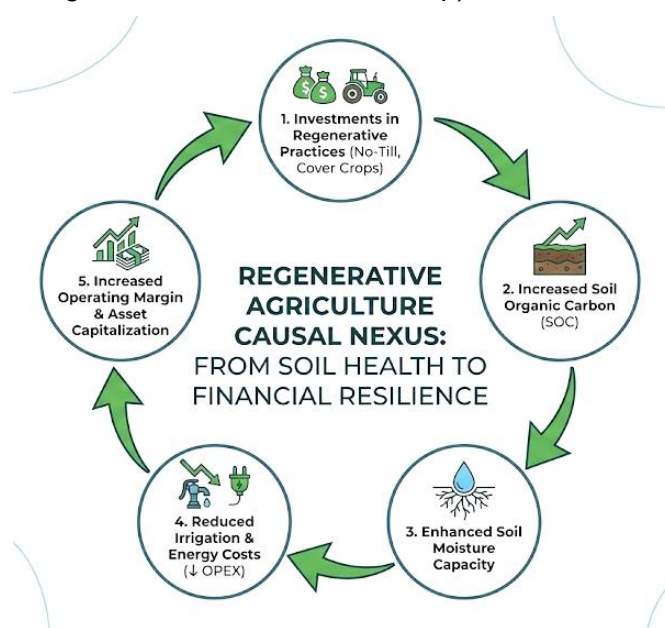 1. Investments in
Regenerative
Practices (No-Till,
Cover Crops)
2. Increased Soil
Organic Carbon
(SOC)
3. Enhanced Soil
Moisture
Capacity
4. Reduced
Irrigation &
Energy Costs
(↓ OPEX)
5. Increased
Operating Margin
& Asset
Capitalization
REGENERATIVE
AGRICULTURE
CAUSAL NEXUS:
FROM SOIL HEALTH TO
FINANCIAL RESILIENCE